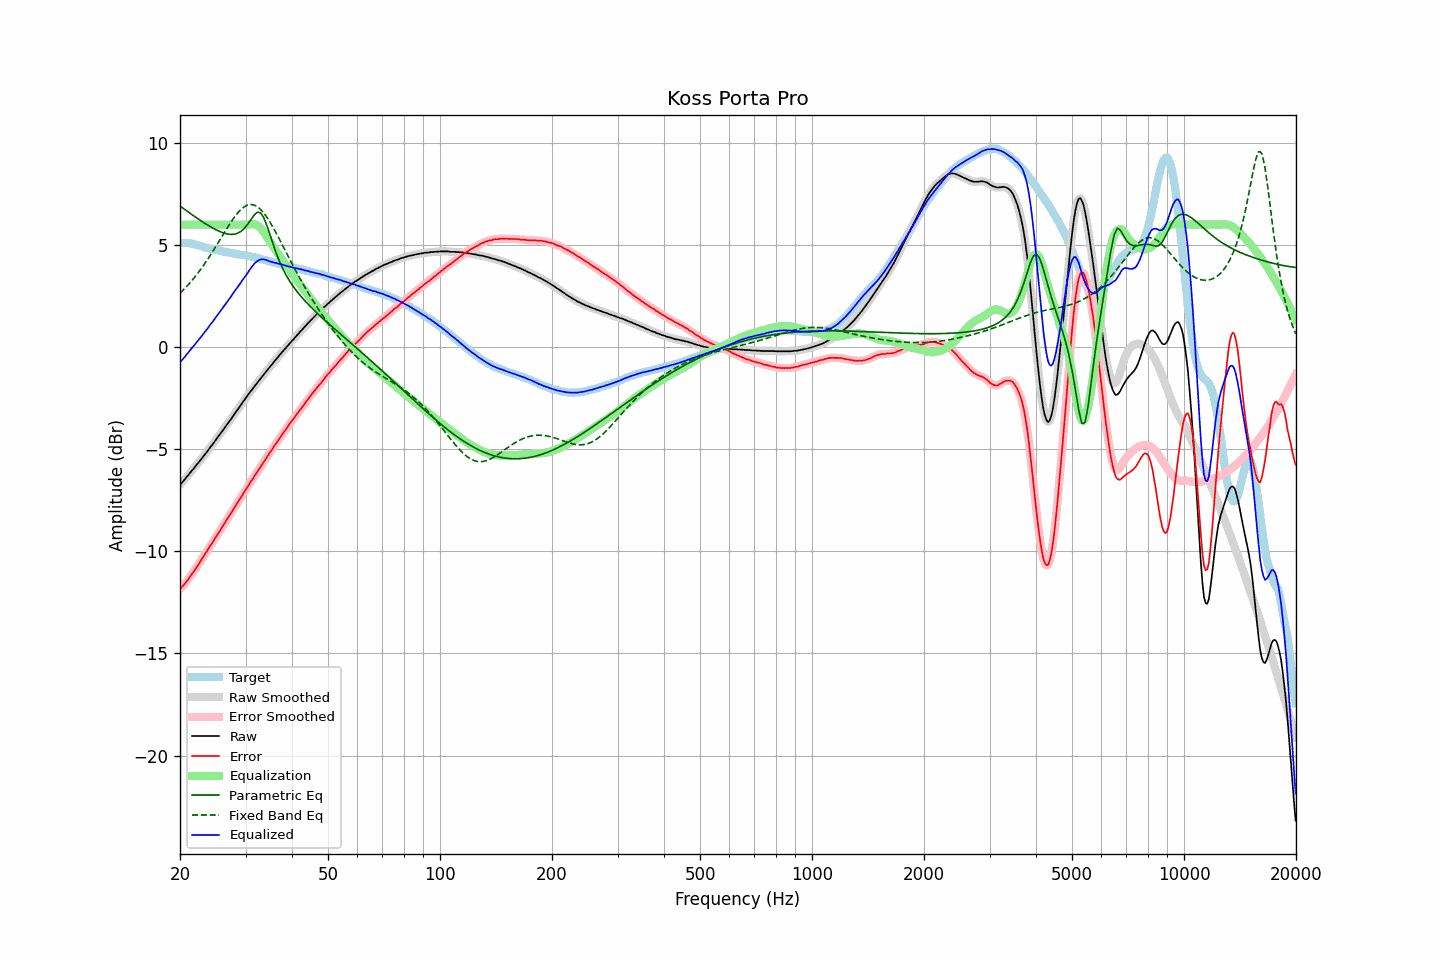 Koss Porta Pro
Amplitude (dBr)
10
5
0
−5
−10
−15
−20
Target
Raw Smoothed
Error Smoothed
Raw
Error
Equalization
Parametric Eq
Fixed Band Eq
Equalized
20 50 100 200 500 1000 2000 5000 10000 20000
Frequency (Hz)